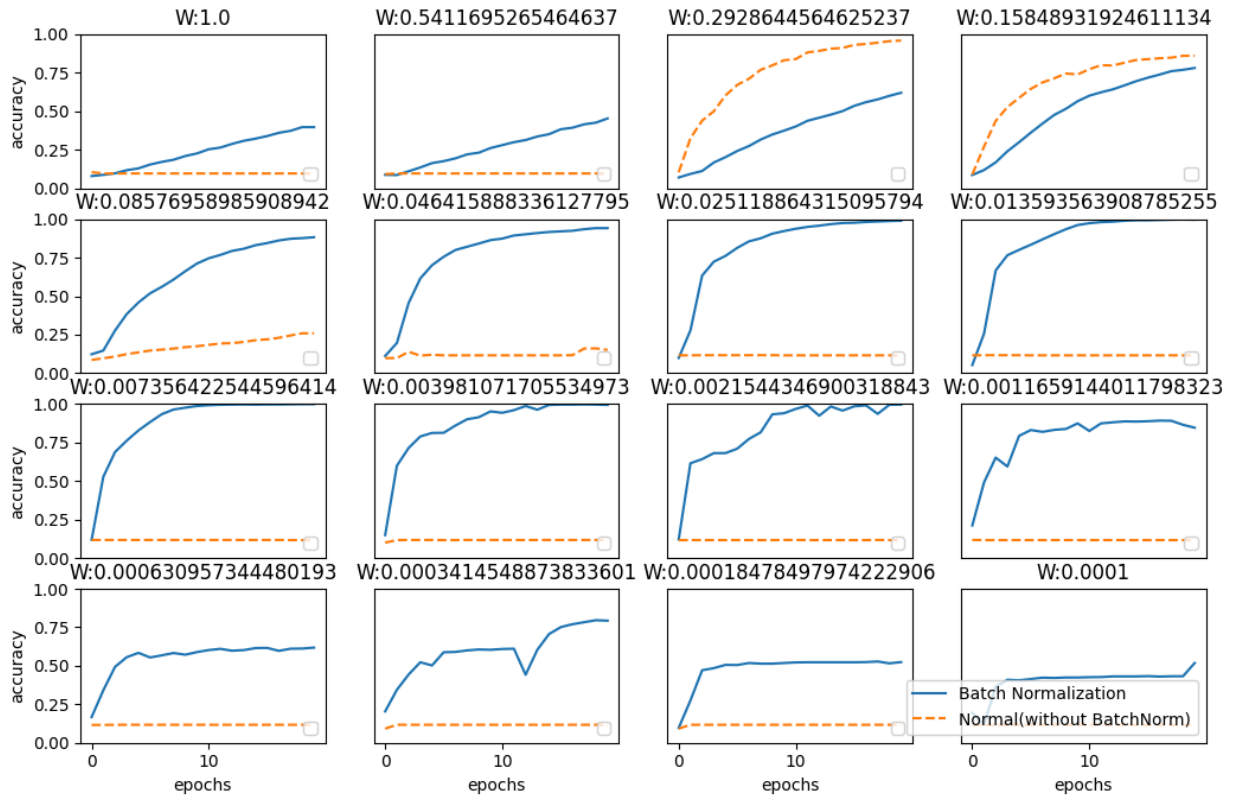 W:1.0 W:0.5411695265464637 W:0.2928644564625237 W:0.15848931924611134
1.00
0.75
0.50
0.25
0.00
accuracy
W:0.08576958985908942 W:0.046415888336127795 W:0.025118864315095794 W:0.013593563908785255
1.00
0.75
0.50
0.25
0.00
accuracy
W:0.007356422544596414 W:0.003981071705534973 W:0.0021544346900318843 W:0.0011659144011798323
1.00
0.75
0.50
0.25
0.00
accuracy
W:0.000630957344480193 W:0.0003414548873833601 W:0.00018478497974222906 W:0.0001
1.00
0.75
0.50
0.25
0.00
accuracy
Batch Normalization
Normal(without BatchNorm)
0 10 0 10 0 10 10
epochs epochs epochs epochs